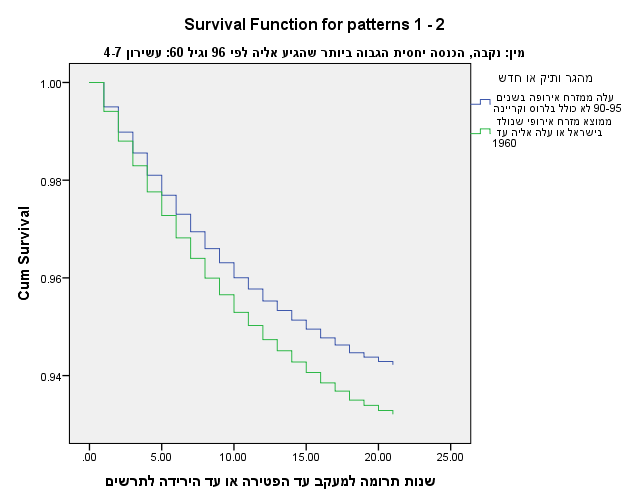 Survival Function for patterns 1 - 2
מין: נקבה, הכנסה יחסית הגבוה ביותר שהגיע אליה לפי 96 וגיל 60: עשירון 4-7
מהגר ותיק או חדש
עלה ממזרח אירופה בשנים
90-95 לא כולל בלרוס וקריינה
ממוצא מזרח אירופי שנולד
בישראל או עלה אליה עד
1960
Cum Survival
1.00
0.98
0.96
0.94
.00 5.00 10.00 15.00 20.00 25.00
שנות תרומה למעקב עד הפטירה או עד הירידה לתרשים